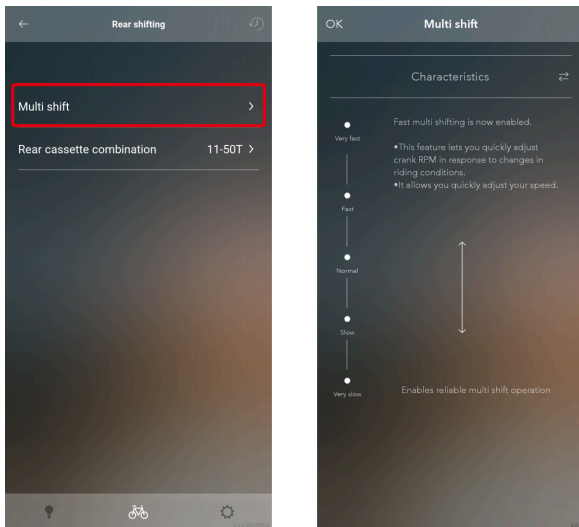 Rear shifting
Multi shift
Rear cassette combination 11-50T
OK Multi shift
Characteristics
Very fast
Fast
Normal
Slow
Very slow
Fast multi shifting is now enabled.
•This feature lets you quickly adjust
crank RPM in response to changes in
riding conditions.
•It allows you quickly adjust your speed.
Enables reliable multi shift operation